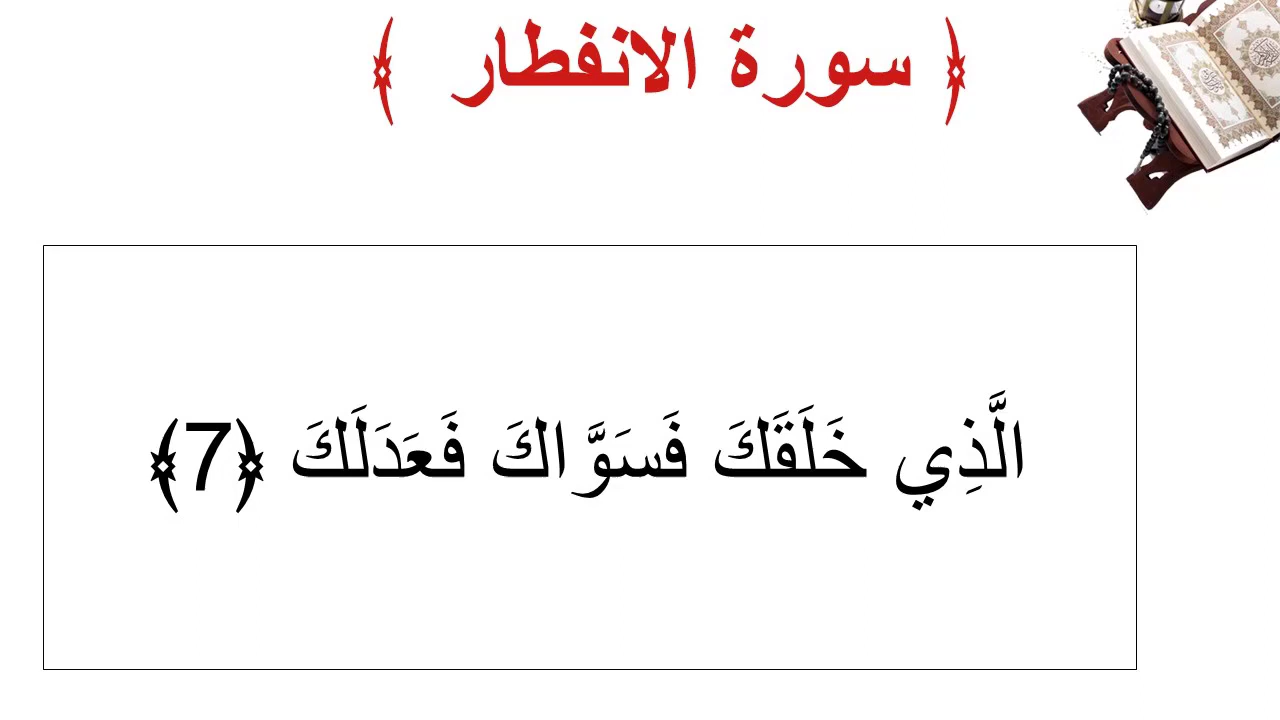 ﴿ سورة الانفطار ﴾
الَّذِي خَلَقَكَ فَسَوَّاكَ فَعَدَلَكَ ﴿7﴾